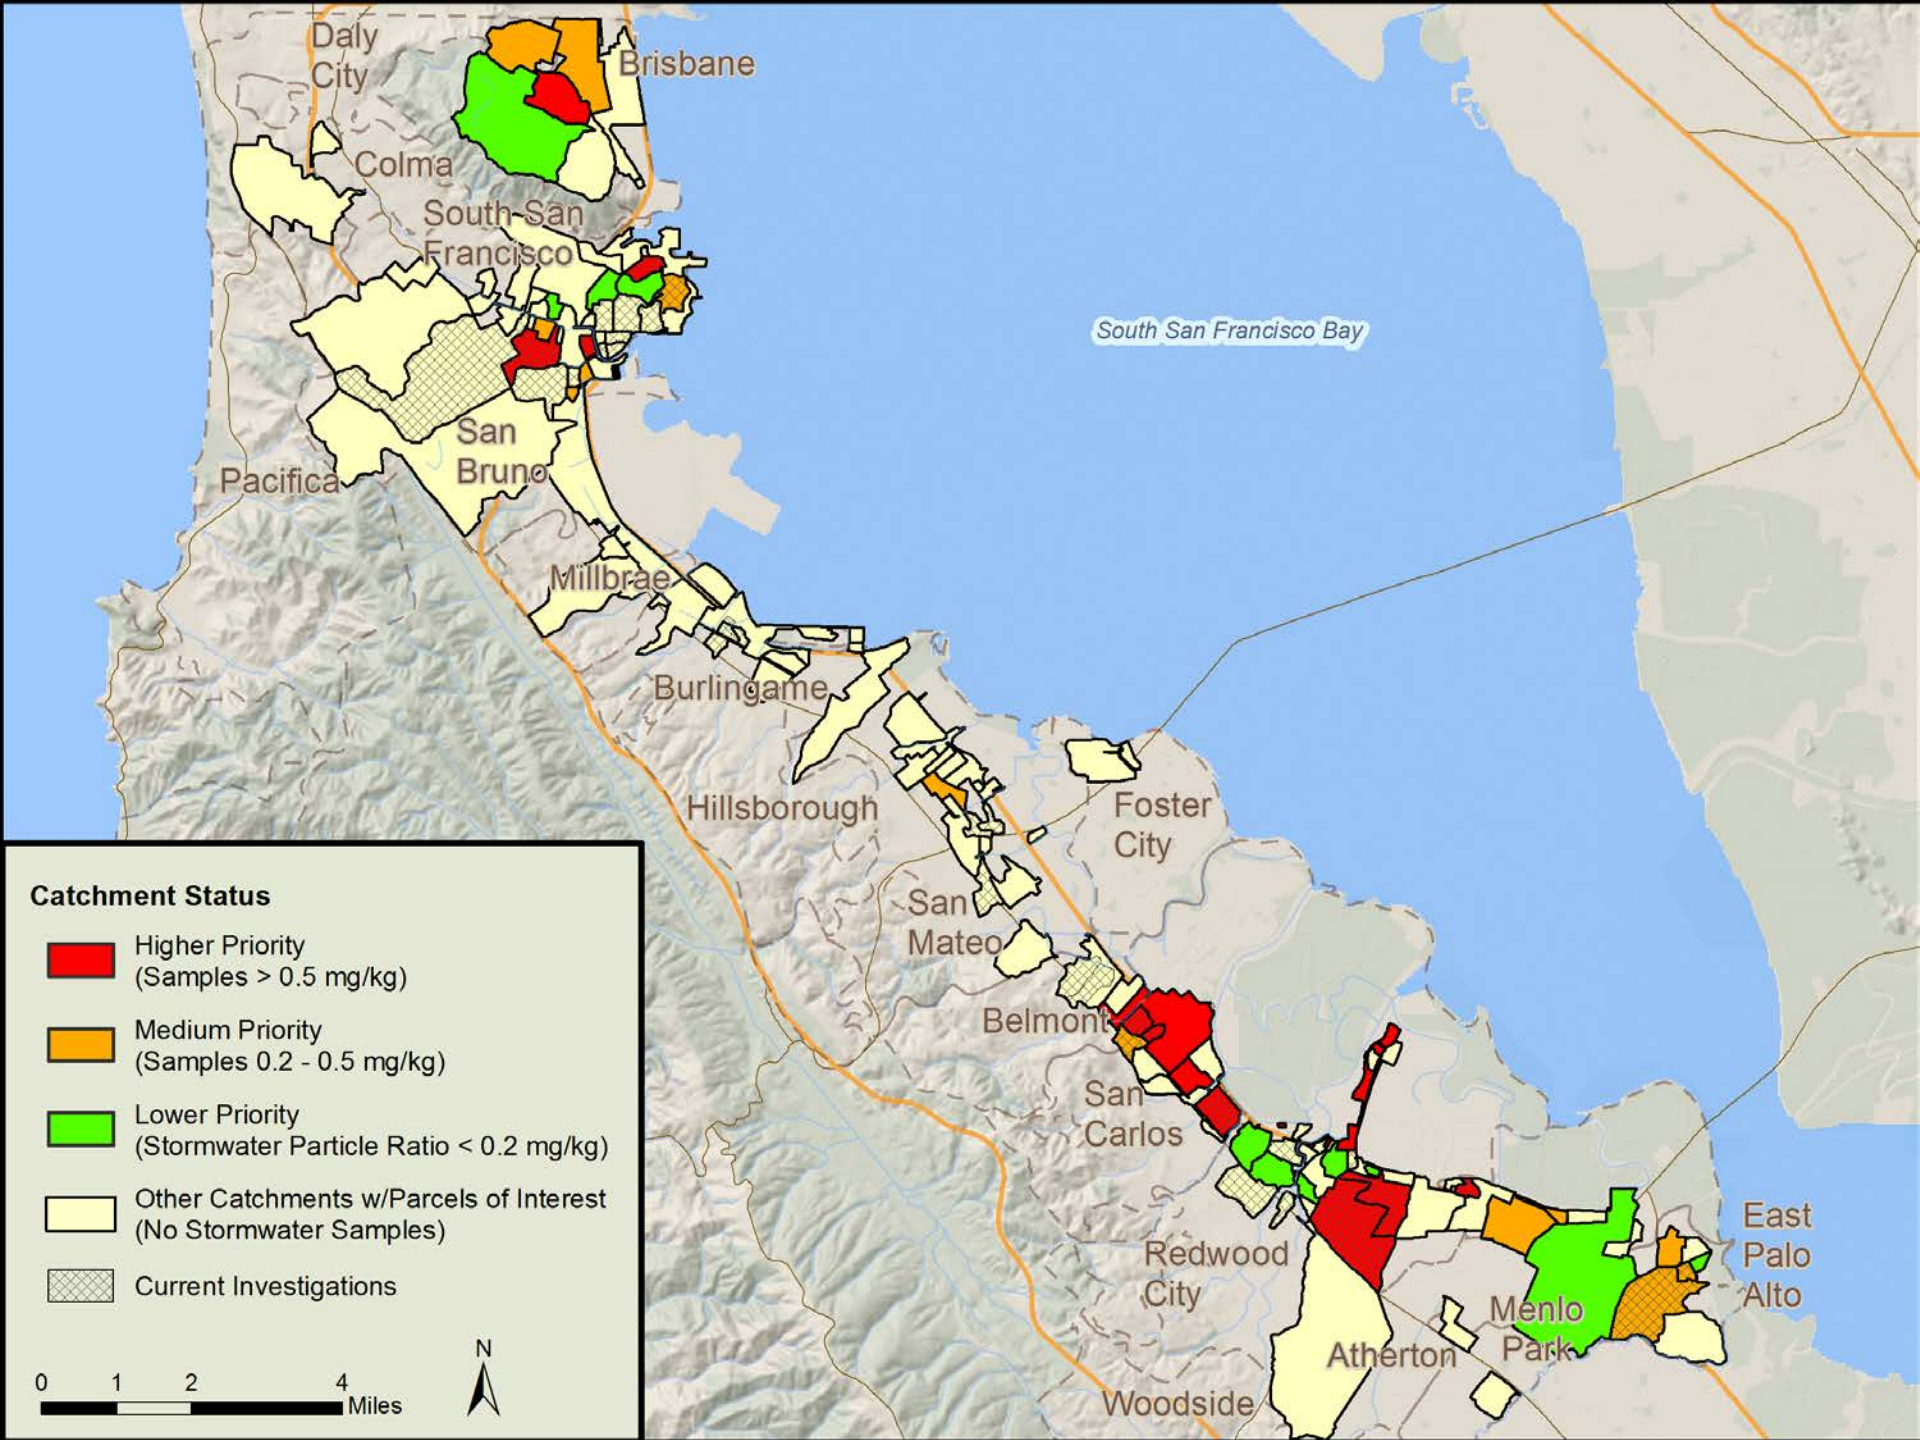 Daly
City
Brisbane
Colma
South San
Francisco
South San Francisco Bay
San
Bruno
Pacifica
Millbrae
Burlingame
Hillsborough
Foster
City
San
Mateo
Belmont
San
Carlos
Redwood
City
East
Palo
Alto
Menlo
Park
Atherton
Woodside
Catchment Status
Higher Priority
(Samples > 0.5 mg/kg)
Medium Priority
(Samples 0.2 - 0.5 mg/kg)
Lower Priority
(Stormwater Particle Ratio < 0.2 mg/kg)
Other Catchments w/Parcels of Interest
(No Stormwater Samples)
Current Investigations
N
0 1 2 4
Miles